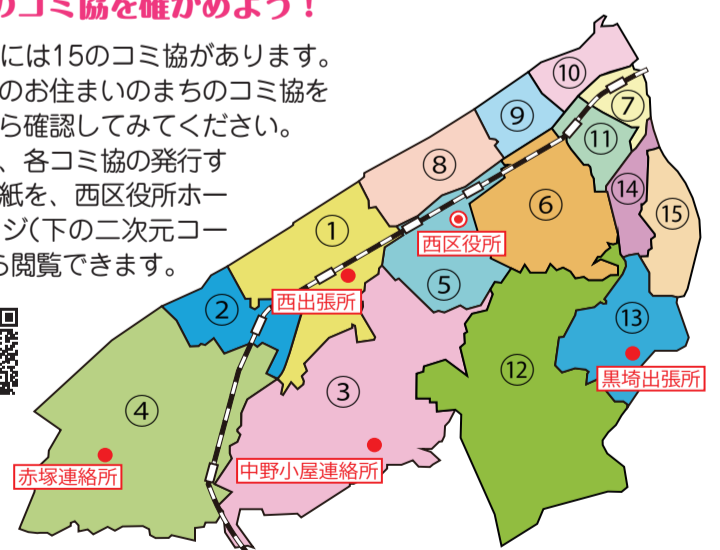 のコミ協を確かめよう！
には15のコミ協があります。
のお住まいのまちのコミ協を
ら確認してみてください。
、各コミ協の発行す
紙を、西区役所ホー
ジ(下の二次元コー
ら閲覧できます。
⑩
⑦
⑨
⑪
⑧
⑭
⑥
⑮
①
西区役所
⑤
西出張所
②
⑬
⑫
③
黒埼出張所
④
赤塚連絡所
中野小屋連絡所